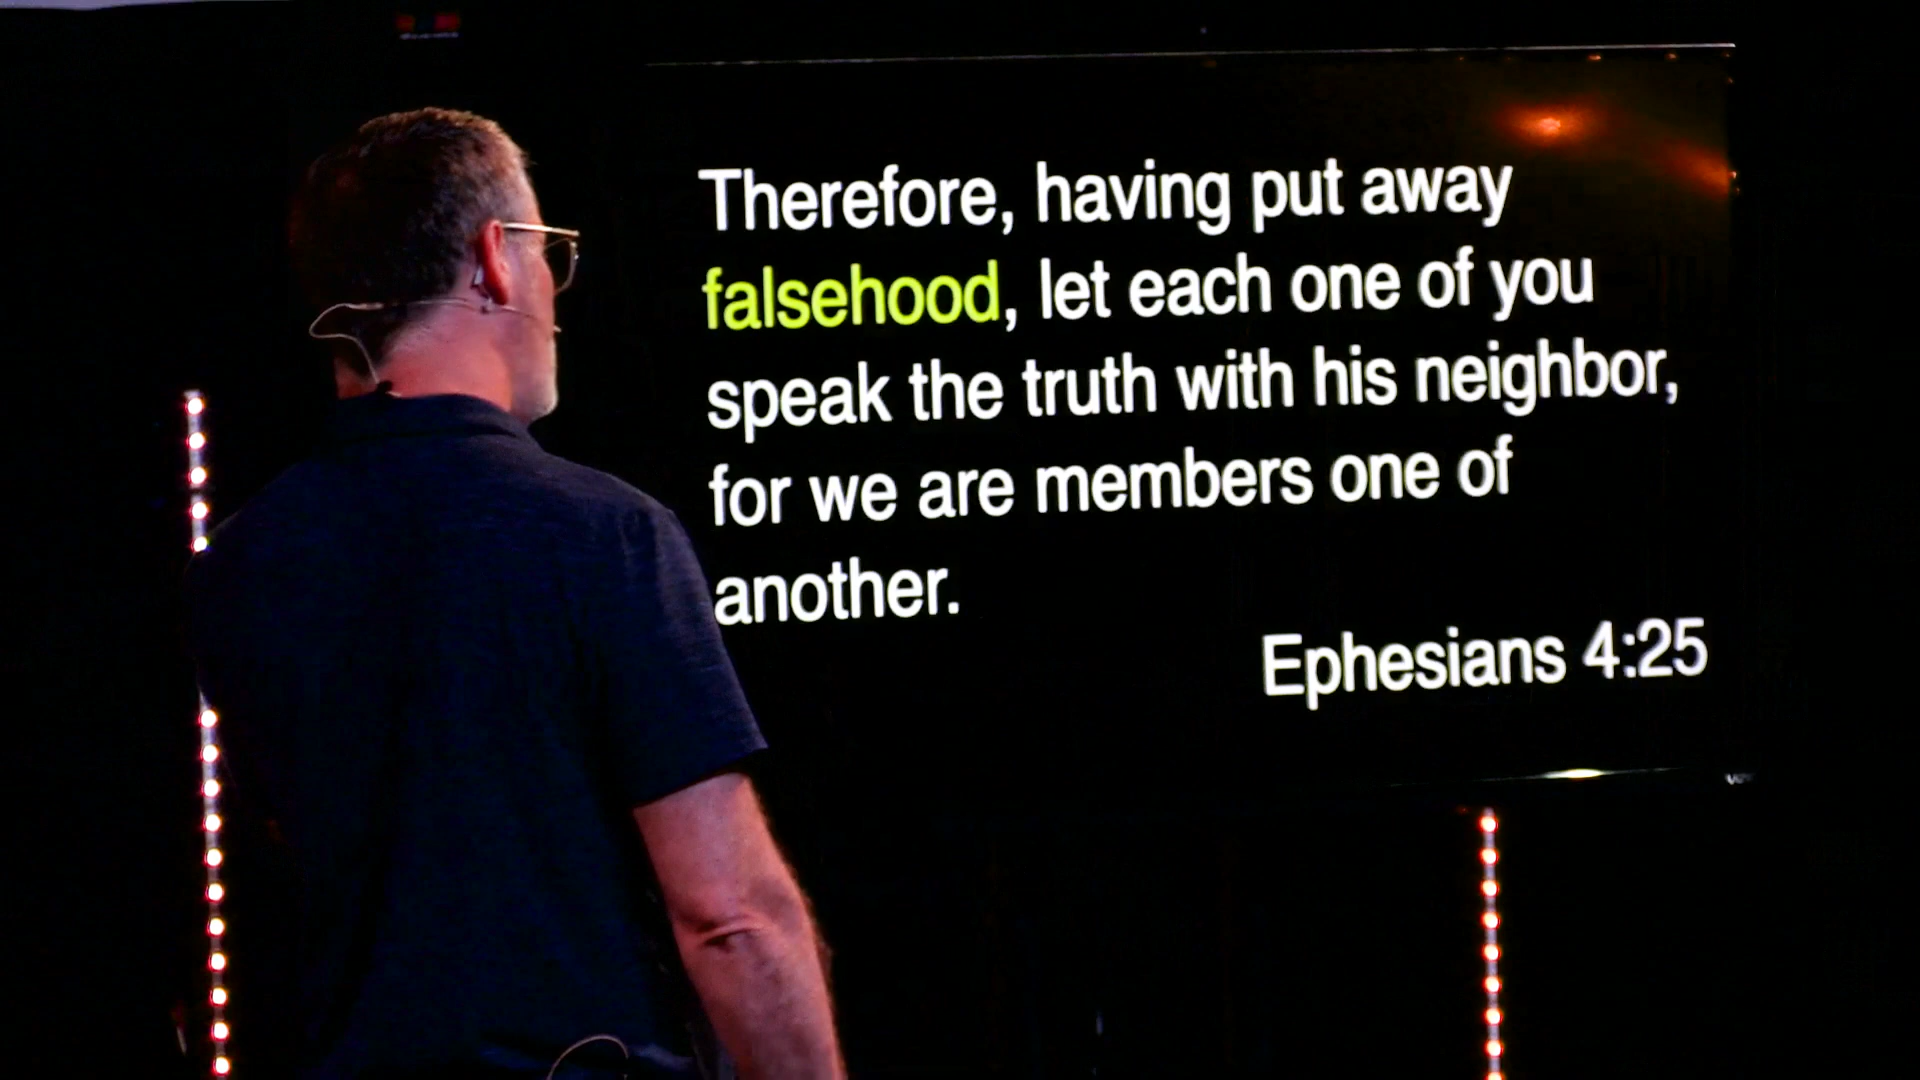 Therefore, having put away
falsehood, let each one of you
speak the truth with his neighbor,
for we are members one of
another.
Ephesians 4:25